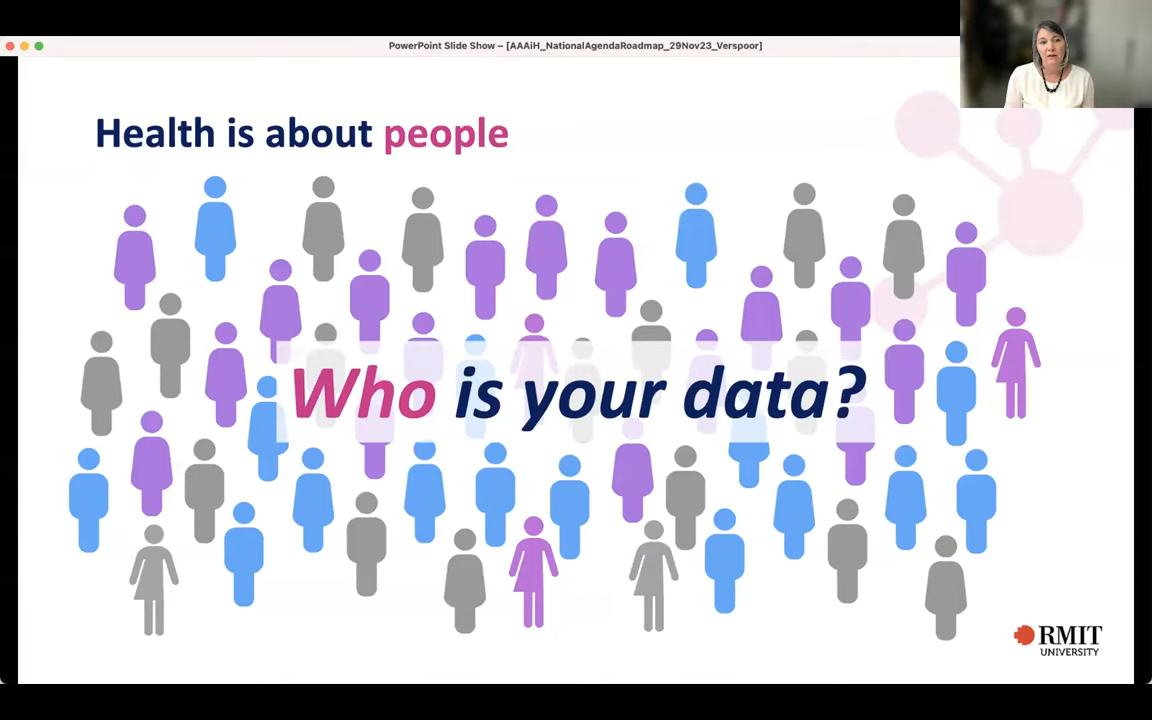 PowerPoint Slide Show – [AAAiH_NationalAgendaRoadmap_29Nov23_Verspoor]
Health is about people
Who is your data?
RMIT
UNIVERSITY